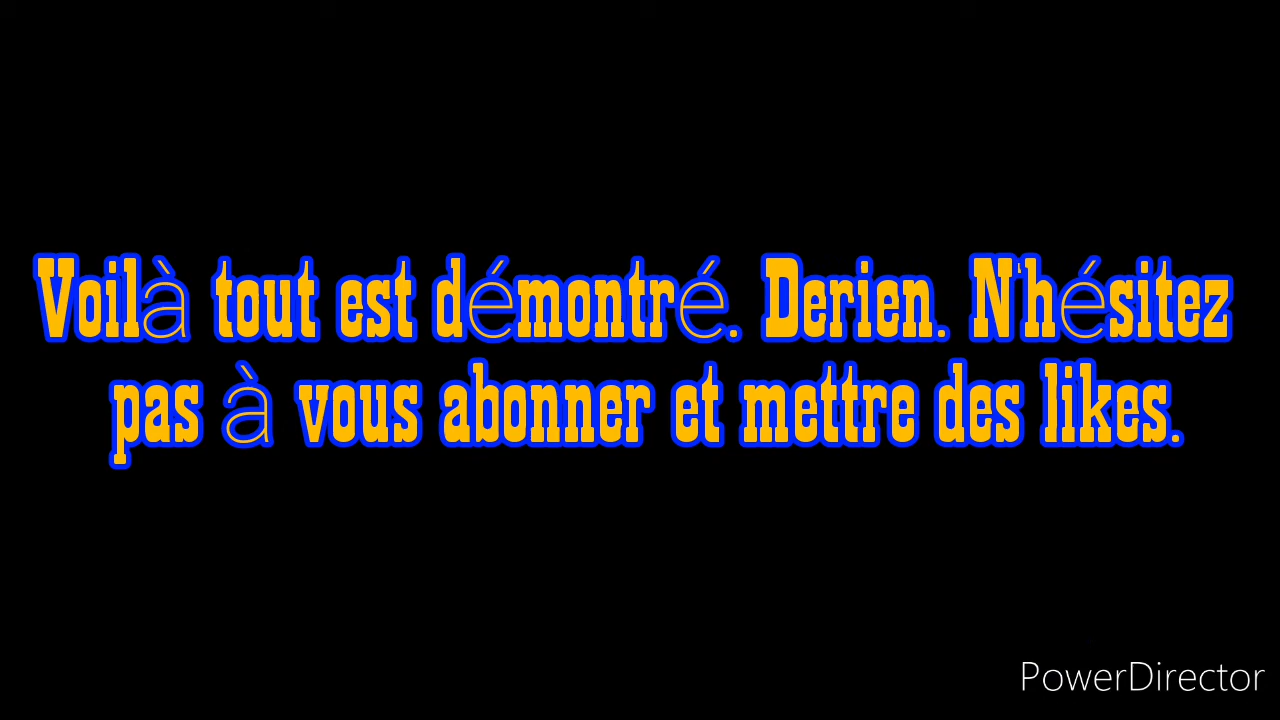 Voilà tout est démontré. Derien. N'hésitez
pas à vous abonner et mettre des likes.
PowerDirector